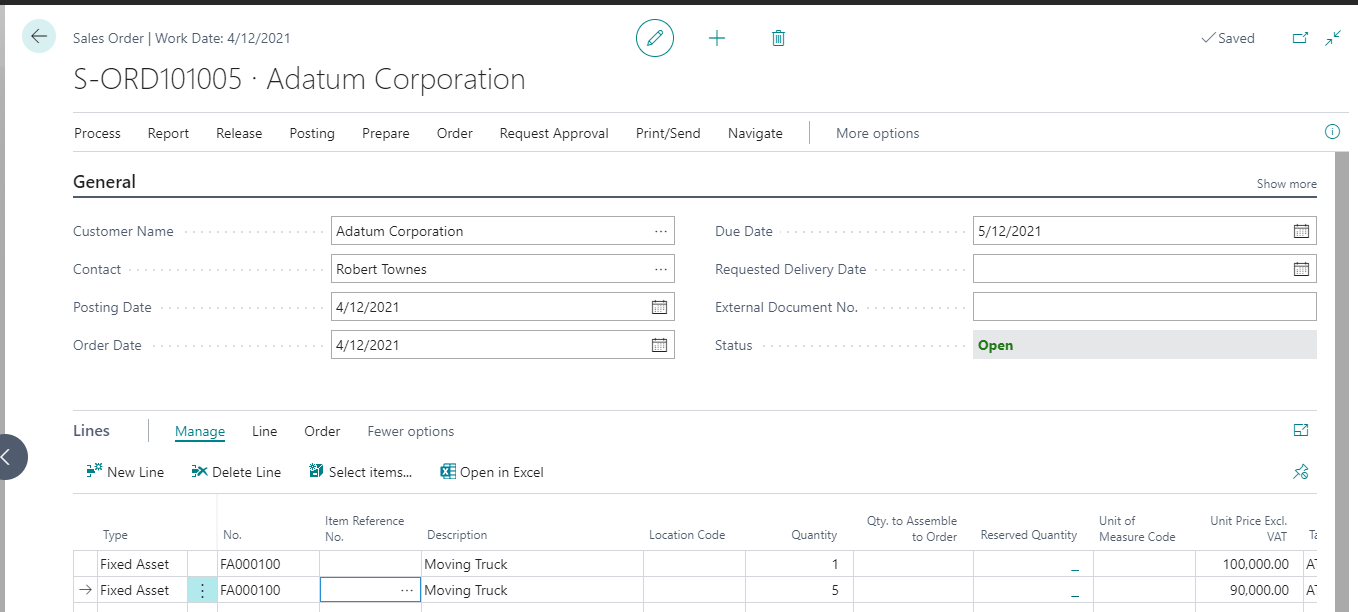 Sales Order | Work Date: 4/12/2021
Saved
S-ORD101005 · Adatum Corporation
Process Report Release Posting Prepare Order Request Approval Print/Send Navigate More options
General
Show more
Customer Name Adatum Corporation Due Date 5/12/2021
Contact Robert Townes Requested Delivery Date
Posting Date 4/12/2021 External Document No.
Order Date 4/12/2021 Status Open
Lines Manage Line Order Fewer options
New Line Delete Line Select items... Open in Excel
Type No. Item Reference No. Description Location Code Quantity Qty. to Assemble to Order Reserved Quantity Unit of Measure Code Unit Price Excl. VAT
Fixed Asset FA000100 Moving Truck 1 _ 100,000.00
Fixed Asset FA000100 Moving Truck 5 _ 90,000.00